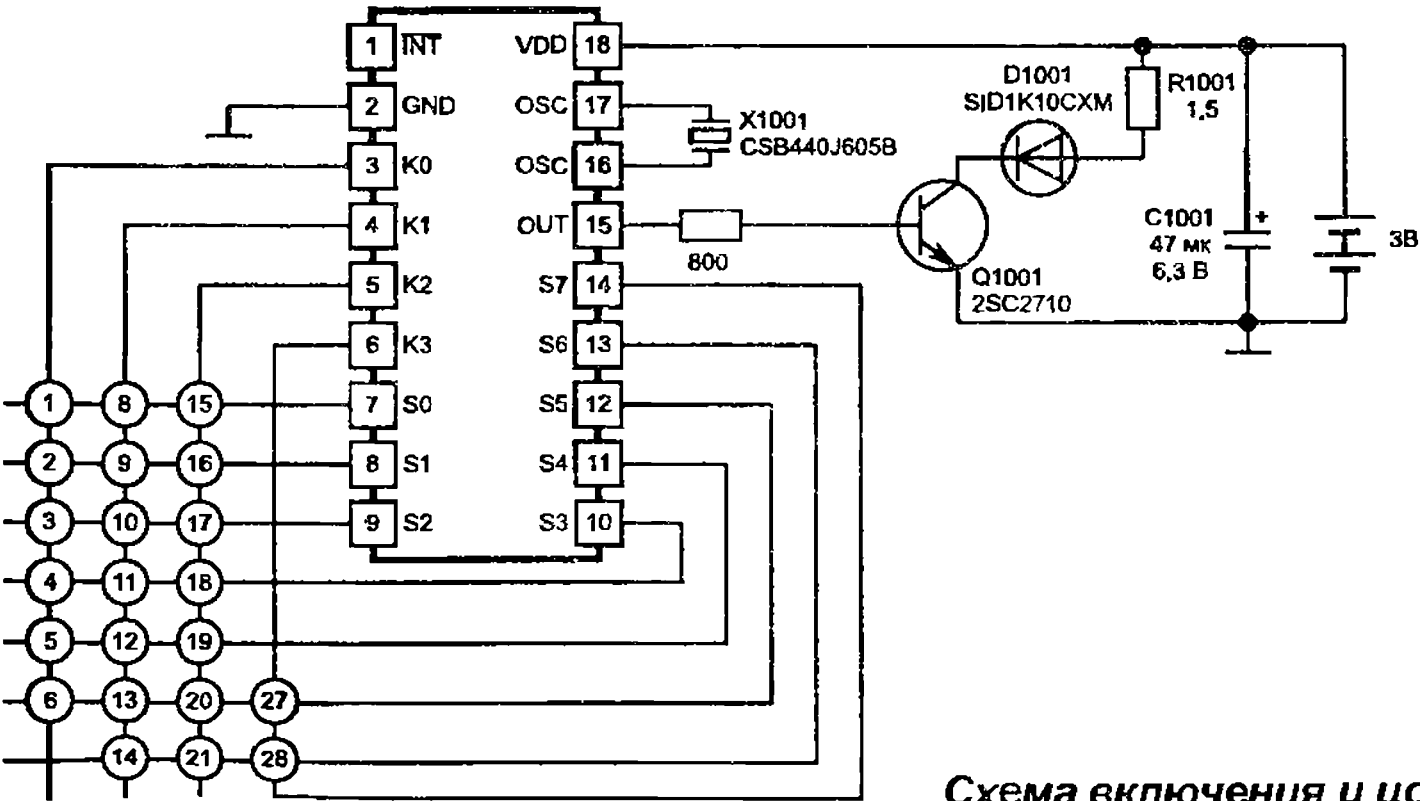 1 INT VDD 18
2 GND OSC 17
3 K0 OSC 16
4 K1 OUT 15
5 K2 S7 14
6 K3 S6 13
7 S0 S5 12
8 S1 S4 11
9 S2 S3 10
X1001
CSB440J605B
D1001
SID1K10CXM
R1001
1,5
800
Q1001
2SC2710
C1001
+
47 мк
6,3 В
3В
1 8 15
2 9 16
3 10 17
4 11 18
5 12 19
6 13 20 27
14 21 28
Схема включения и